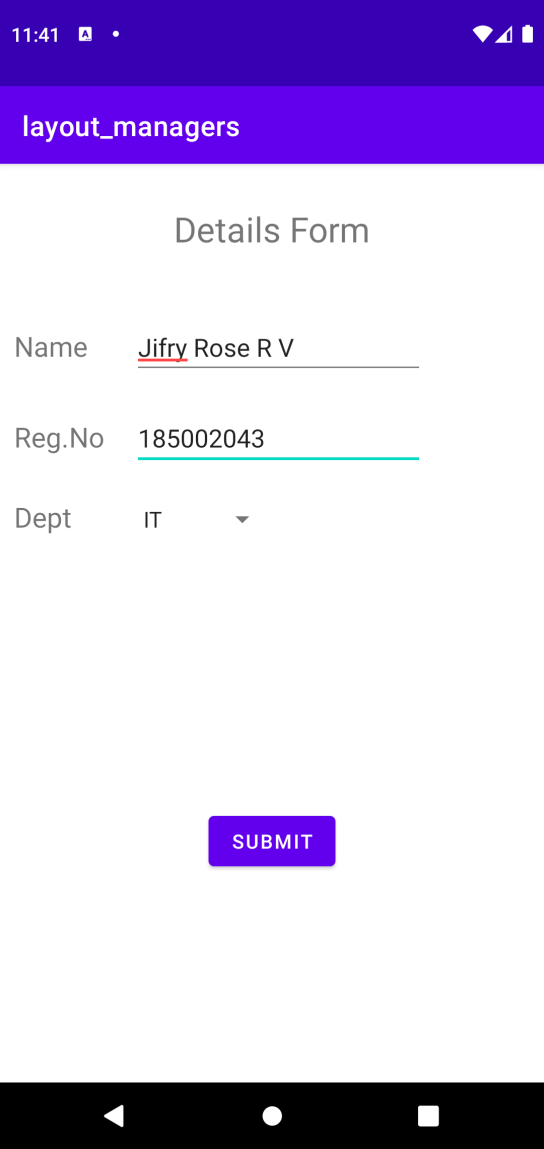 11:41
layout_managers
Details Form
Name Jifry Rose R V
Reg.No 185002043
Dept IT
SUBMIT